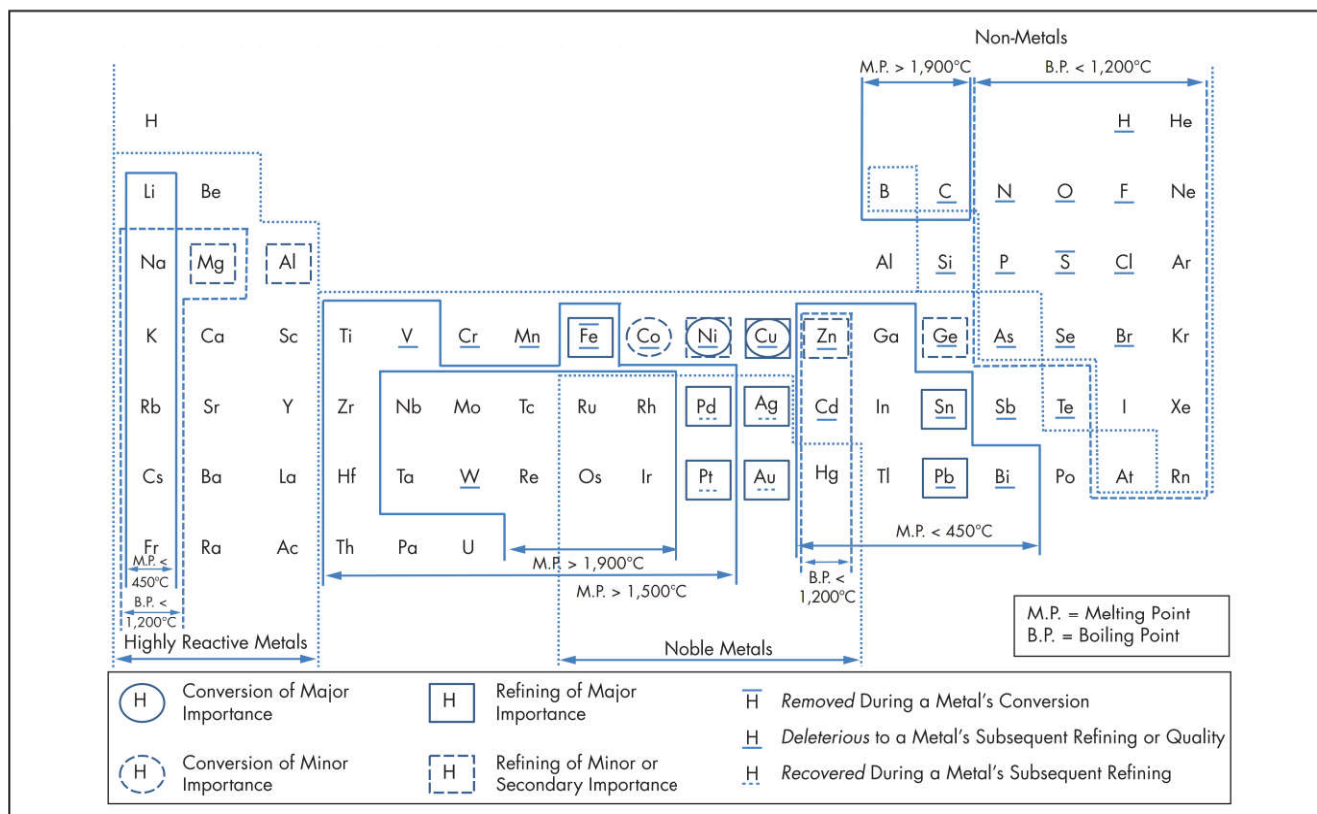 Non-Metals
M.P. > 1,900°C B.P. < 1,200°C
H H He
Li Be B C N O F Ne
Na Mg Al Al Si P S Cl Ar
K Ca Sc Ti V Cr Mn Fe Co Ni Cu Zn Ga Ge As Se Br Kr
Rb Sr Y Zr Nb Mo Tc Ru Rh Pd Ag Cd In Sn Sb Te I Xe
Cs Ba La Hf Ta W Re Os Ir Pt Au Hg Tl Pb Bi Po At Rn
Fr Ra Ac Th Pa U
M.P. < 450°C
M.P. <
450°C
M.P. > 1,900°C
B.P. <
1,200°C
M.P. > 1,500°C
B.P. <
1,200°C
M.P. = Melting Point
B.P. = Boiling Point
Highly Reactive Metals
Noble Metals
H Conversion of Major
Importance
H Refining of Major
Importance
H Removed During a Metal's Conversion
H Deleterious to a Metal's Subsequent Refining or Quality
H Conversion of Minor
Importance
H Refining of Minor or
Secondary Importance
H Recovered During a Metal's Subsequent Refining